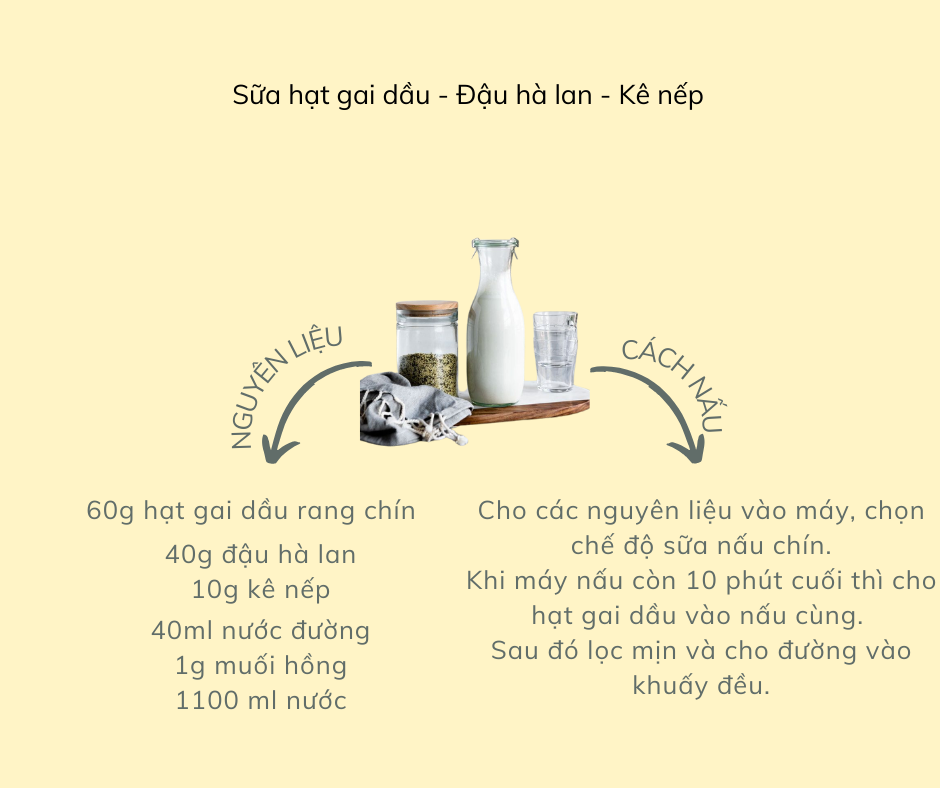 Sữa hạt gai dầu - Đậu hà lan - Kê nếp
NGUYÊN LIỆU
60g hạt gai dầu rang chín
40g đậu hà lan
10g kê nếp
40ml nước đường
1g muối hồng
1100 ml nước
CÁCH NẤU
Cho các nguyên liệu vào máy, chọn
chế độ sữa nấu chín.
Khi máy nấu còn 10 phút cuối thì cho
hạt gai dầu vào nấu cùng.
Sau đó lọc mịn và cho đường vào
khuấy đều.